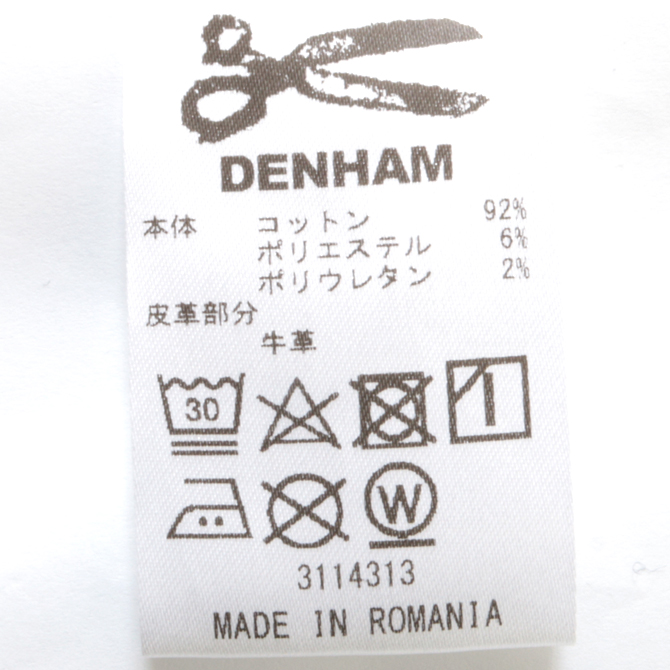 DENHAM
本体 コットン 92%
ポリエステル 6%
ポリウレタン 2%
皮革部分
牛革
30
W
3114313
MADE IN ROMANIA